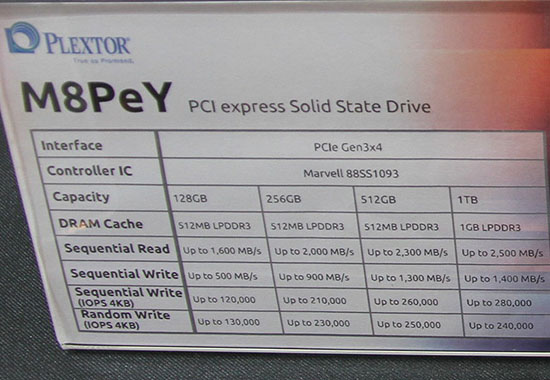 PLEXTOR®
True as Promised.
M8PeY PCI express Solid State Drive
Interface PCIe Gen3x4
Controller IC Marvell 88SS1093
Capacity 128GB 256GB 512GB 1TB
DRAM Cache 512MB LPDDR3 512MB LPDDR3 512MB LPDDR3 1GB LPDDR3
Sequential Read Up to 1,600 MB/s Up to 2,000 MB/s Up to 2,300 MB/s Up to 2,500 MB/s
Sequential Write Up to 500 MB/s Up to 900 MB/s Up to 1,300 MB/s Up to 1,400 MB/s
Sequential Write (IOPS 4KB) Up to 120,000 Up to 210,000 Up to 260,000 Up to 280,000
Random Write (IOPS 4KB) Up to 130,000 Up to 230,000 Up to 250,000 Up to 240,000